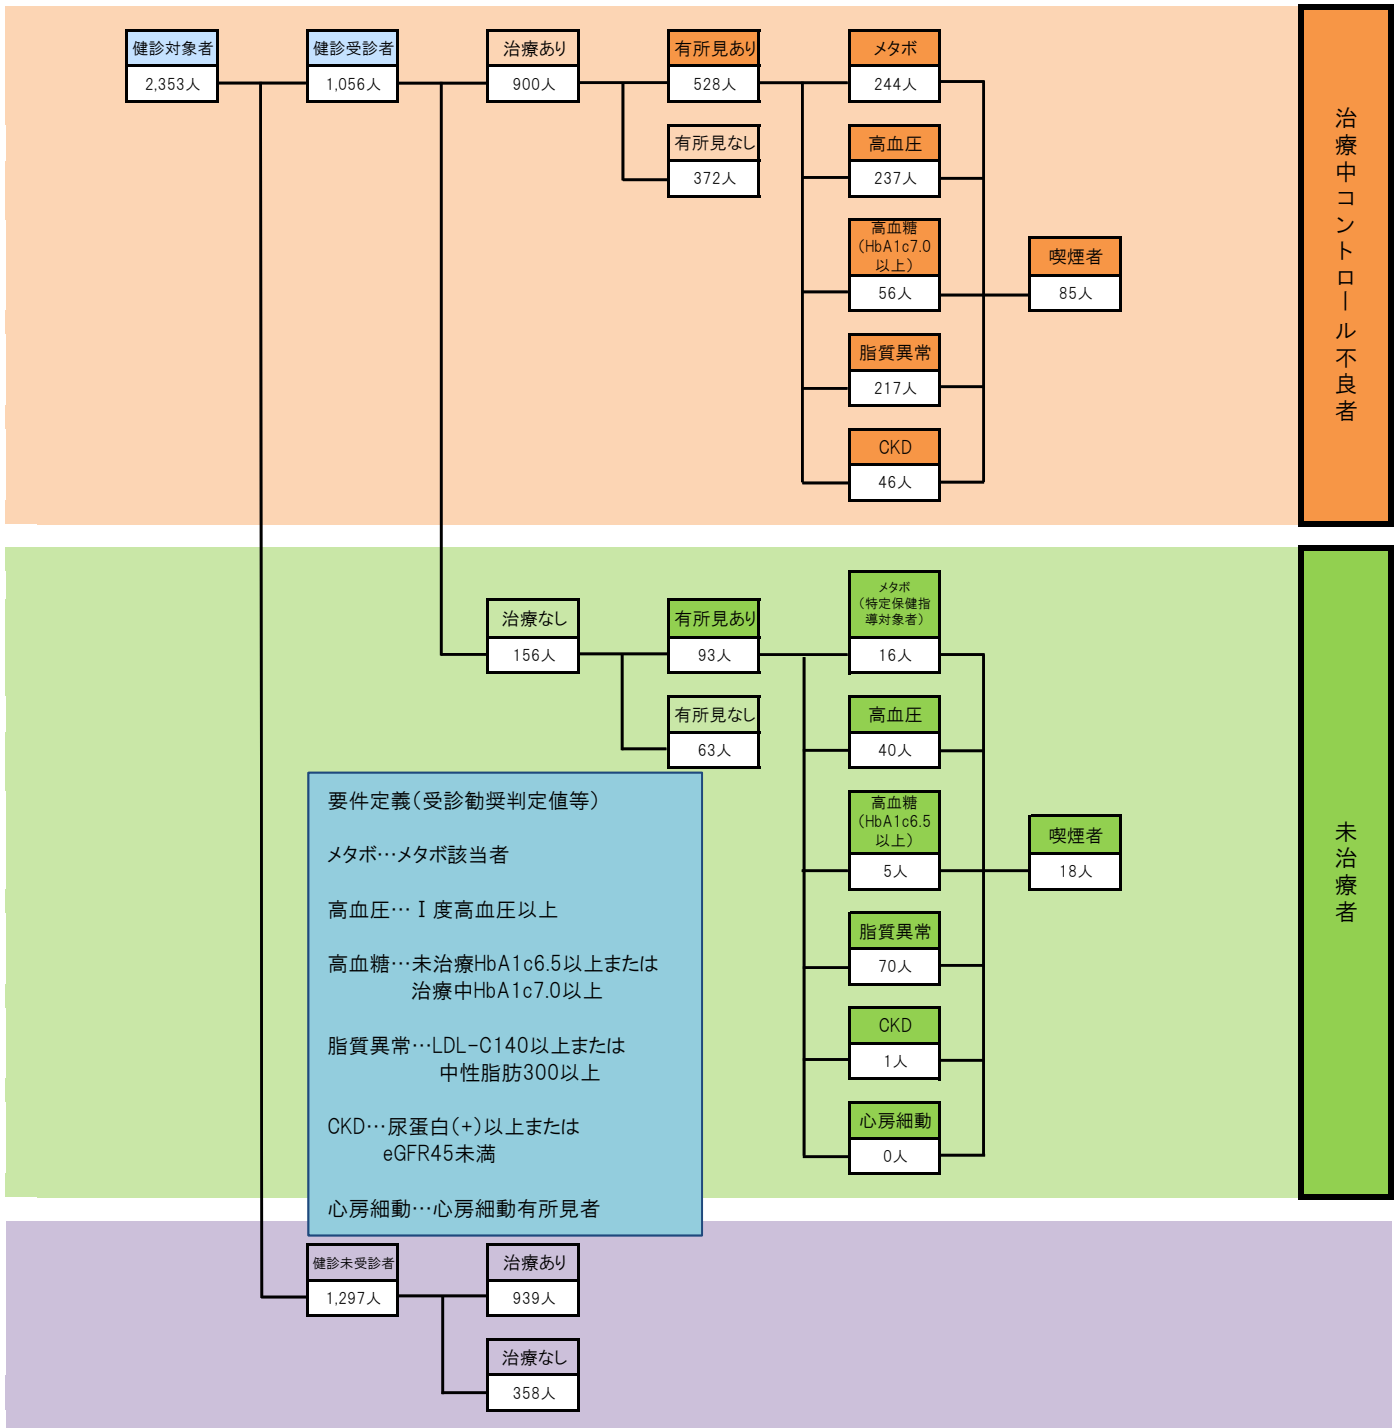 健診対象者
2,353人
健診受診者
1,056人
治療あり
900人
有所見あり
528人
有所見なし
372人
メタボ
244人
高血圧
237人
高血糖
(HbA1c7.0
以上)
56人
脂質異常
217人
CKD
46人
喫煙者
85人
治療中コントロール不良者
治療なし
156人
有所見あり
93人
有所見なし
63人
メタボ
(特定保健指
導対象者)
16人
高血圧
40人
高血糖
(HbA1c6.5
以上)
5人
脂質異常
70人
CKD
1人
心房細動
0人
喫煙者
18人
未治療者
要件定義(受診勧奨判定値等)
メタボ…メタボ該当者
高血圧…Ⅰ度高血圧以上
高血糖…未治療HbA1c6.5以上または
治療中HbA1c7.0以上
脂質異常…LDL-C140以上または
中性脂肪300以上
CKD…尿蛋白(+)以上または
eGFR45未満
心房細動…心房細動有所見者
健診未受診者
1,297人
治療あり
939人
治療なし
358人